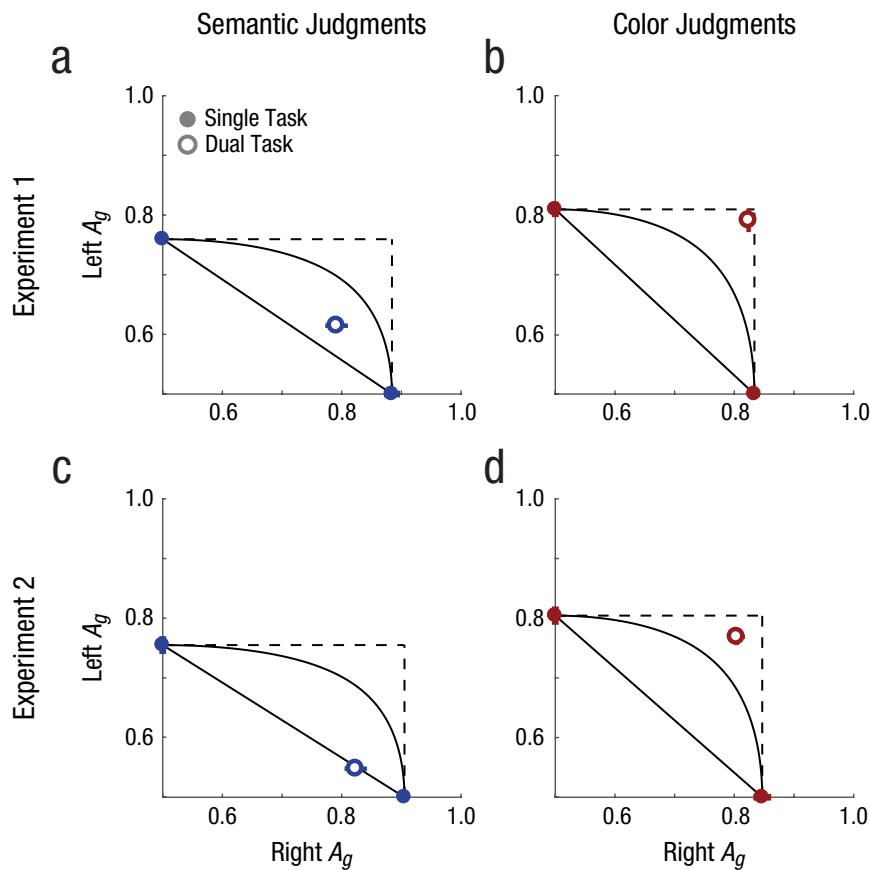 Semantic Judgments
Color Judgments
a
b
Experiment 1
Left Ag
1.0
0.8
0.6
Single Task
Dual Task
0.6 0.8 1.0
1.0
0.8
0.6
0.6 0.8 1.0
c
d
Experiment 2
Left Ag
1.0
0.8
0.6
0.6 0.8 1.0
Right Ag
1.0
0.8
0.6
0.6 0.8 1.0
Right Ag